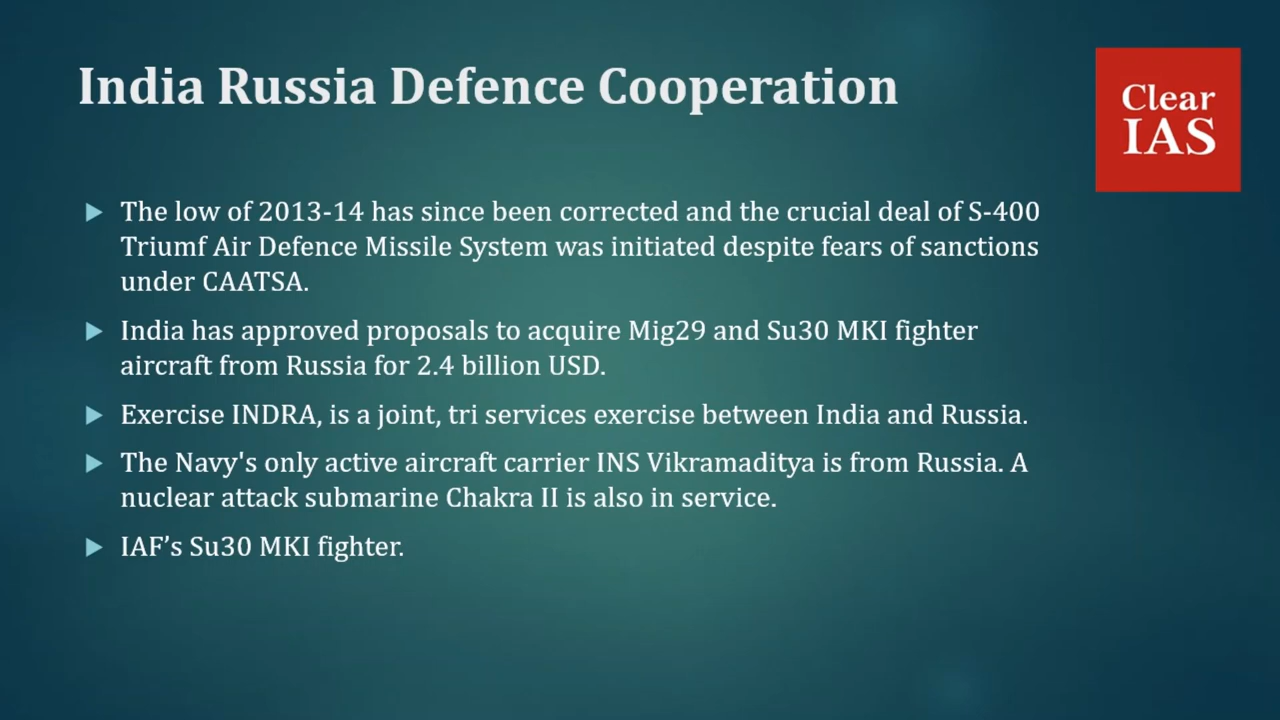 India Russia Defence Cooperation
Clear
IAS
The low of 2013-14 has since been corrected and the crucial deal of S-400
Triumf Air Defence Missile System was initiated despite fears of sanctions
under CAATSA.
India has approved proposals to acquire Mig29 and Su30 MKI fighter
aircraft from Russia for 2.4 billion USD.
Exercise INDRA, is a joint, tri services exercise between India and Russia.
The Navy's only active aircraft carrier INS Vikramaditya is from Russia. A
nuclear attack submarine Chakra II is also in service.
IAF’s Su30 MKI fighter.